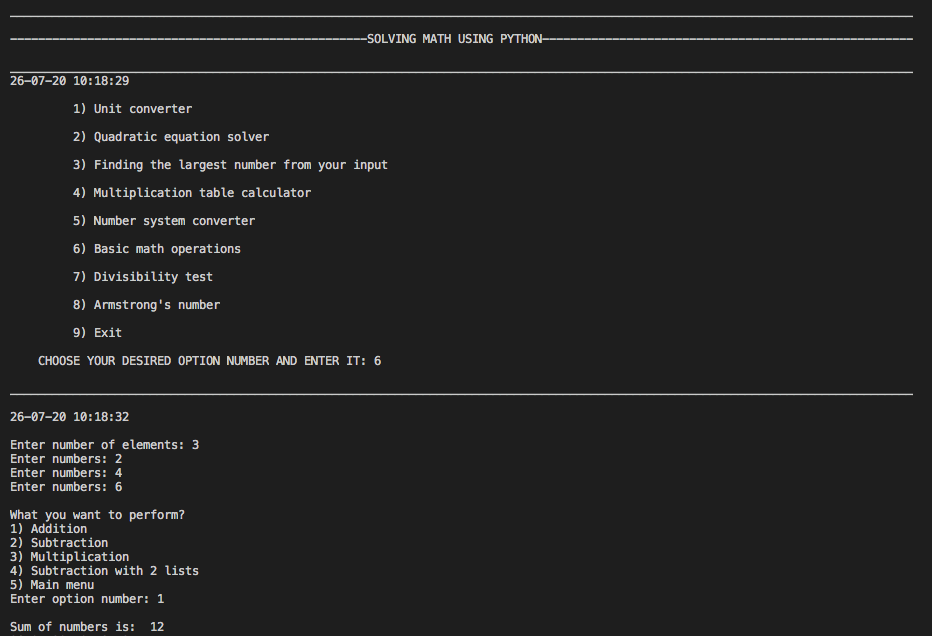 SOLVING MATH USING PYTHON
26-07-20 10:18:29
1) Unit converter
2) Quadratic equation solver
3) Finding the largest number from your input
4) Multiplication table calculator
5) Number system converter
6) Basic math operations
7) Divisibility test
8) Armstrong's number
9) Exit
CHOOSE YOUR DESIRED OPTION NUMBER AND ENTER IT: 6
26-07-20 10:18:32
Enter number of elements: 3
Enter numbers: 2
Enter numbers: 4
Enter numbers: 6
What you want to perform?
1) Addition
2) Subtraction
3) Multiplication
4) Subtraction with 2 lists
5) Main menu
Enter option number: 1
Sum of numbers is:  12